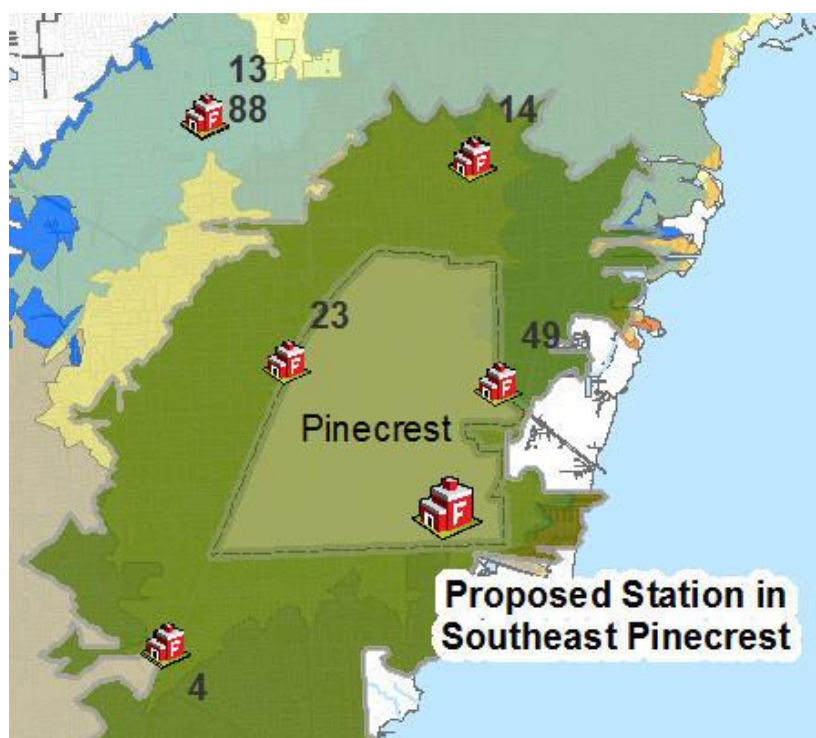 13
88
14
23
49
Pinecrest
Proposed Station in
Southeast Pinecrest
4
F
F
F
F
F
F